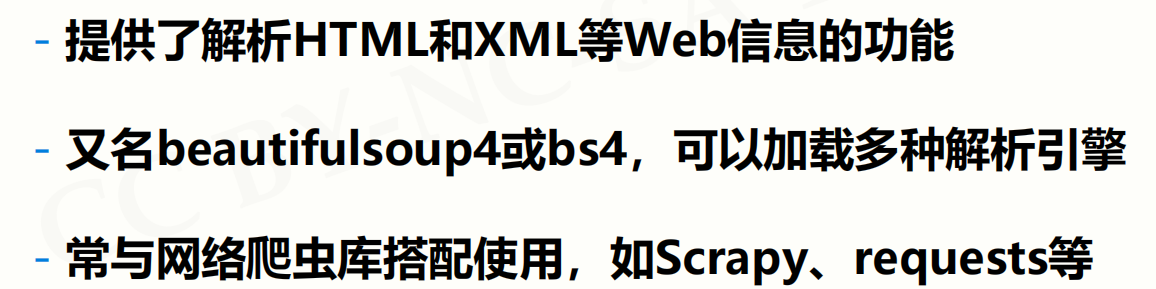 - 提供了解析HTML和XML等Web信息的功能
- 又名beautifulsoup4或bs4，可以加载多种解析引擎
- 常与网络爬虫库搭配使用，如Scrapy、requests等
CC BY-NC-SA